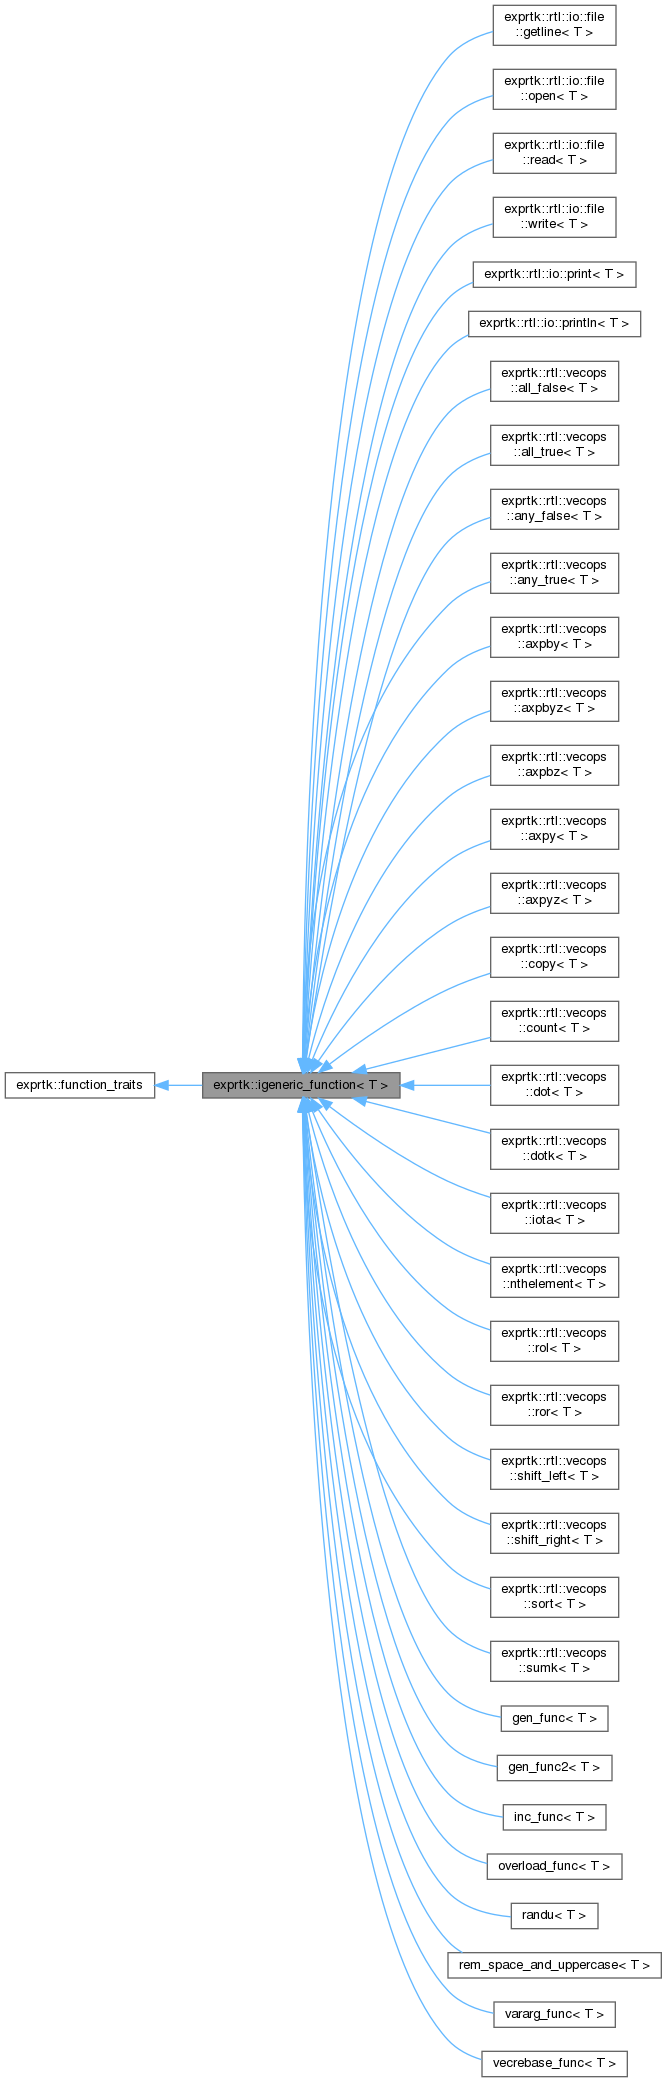 exprtk::rtl::io::file
::getline< T >
exprtk::rtl::io::file
::open< T >
exprtk::rtl::io::file
::read< T >
exprtk::rtl::io::file
::write< T >
exprtk::rtl::io::print< T >
exprtk::rtl::io::println< T >
exprtk::rtl::vecops
::all_false< T >
exprtk::rtl::vecops
::all_true< T >
exprtk::rtl::vecops
::any_false< T >
exprtk::rtl::vecops
::any_true< T >
exprtk::rtl::vecops
::axpby< T >
exprtk::rtl::vecops
::axpbyz< T >
exprtk::rtl::vecops
::axpbz< T >
exprtk::rtl::vecops
::axpy< T >
exprtk::rtl::vecops
::axpyz< T >
exprtk::rtl::vecops
::copy< T >
exprtk::rtl::vecops
::count< T >
exprtk::function_traits
exprtk::igeneric_function< T >
exprtk::rtl::vecops
::dot< T >
exprtk::rtl::vecops
::dotk< T >
exprtk::rtl::vecops
::iota< T >
exprtk::rtl::vecops
::nthelement< T >
exprtk::rtl::vecops
::rol< T >
exprtk::rtl::vecops
::ror< T >
exprtk::rtl::vecops
::shift_left< T >
exprtk::rtl::vecops
::shift_right< T >
exprtk::rtl::vecops
::sort< T >
exprtk::rtl::vecops
::sumk< T >
gen_func< T >
gen_func2< T >
inc_func< T >
overload_func< T >
randu< T >
rem_space_and_uppercase< T >
vararg_func< T >
vecrebase_func< T >